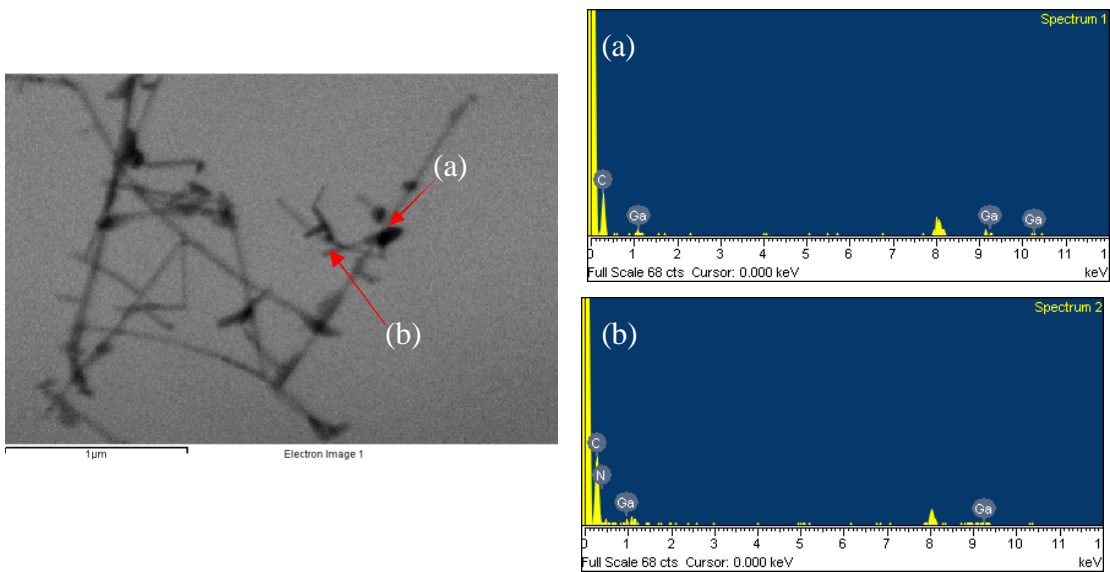 (a)
(b)
1µm
Electron Image 1
Spectrum 1
(a)
C
Ga
Ga
Ga
0 1 2 3 4 5 6 7 8 9 10 11 1
Full Scale 68 cts Cursor: 0.000 keV
keV
Spectrum 2
(b)
C
N
Ga
Ga
0 1 2 3 4 5 6 7 8 9 10 11 1
Full Scale 68 cts Cursor: 0.000 keV
keV